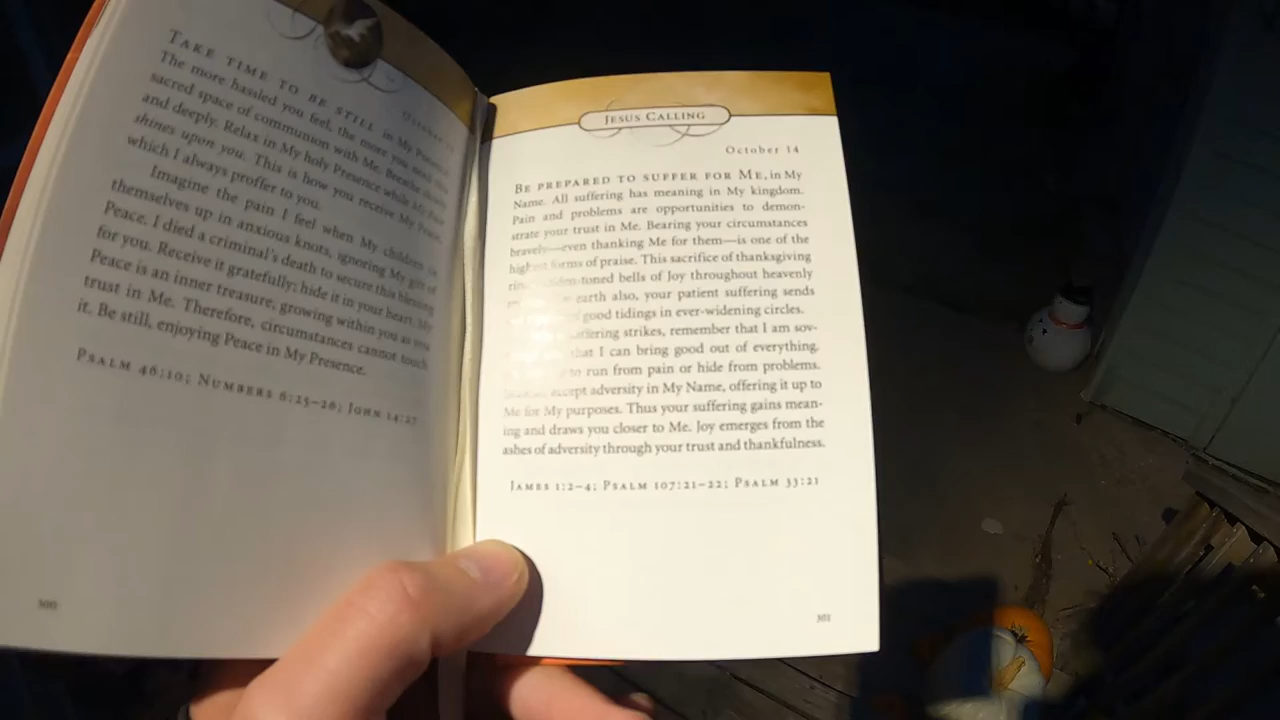 October
TAKE TIME TO BE STILL in My Presence
The more hassled you feel, the more you need this
sacred space of communion with Me. Breathe slowly
and deeply. Relax in My holy Presence while My Face
shines upon you. This is how you receive My Peace,
which I always proffer to you.
Imagine the pain I feel when My children tie
themselves up in anxious knots, ignoring My gift of
Peace. I died a criminal's death to secure this blessing
for you. Receive it gratefully; hide it in your heart. My
Peace is an inner treasure, growing within you as you
trust in Me. Therefore, circumstances cannot touch
it. Be still, enjoying Peace in My Presence.
PSALM 46:10; NUMBERS 6:25–26; JOHN 14:27
300
JESUS CALLING
October 14
BE PREPARED TO SUFFER FOR ME, in My
Name. All suffering has meaning in My kingdom.
Pain and problems are opportunities to demon-
strate your trust in Me. Bearing your circumstances
bravely—even thanking Me for them—is one of the
highest forms of praise. This sacrifice of thanksgiving
toned bells of Joy throughout heavenly
earth also, your patient suffering sends
good tidings in ever-widening circles.
suffering strikes, remember that I am sov-
that I can bring good out of everything.
to run from pain or hide from problems.
accept adversity in My Name, offering it up to
Me for My purposes. Thus your suffering gains mean-
ing and draws you closer to Me. Joy emerges from the
ashes of adversity through your trust and thankfulness.
JAMES 1:2–4; PSALM 107:21–22; PSALM 33:21
301